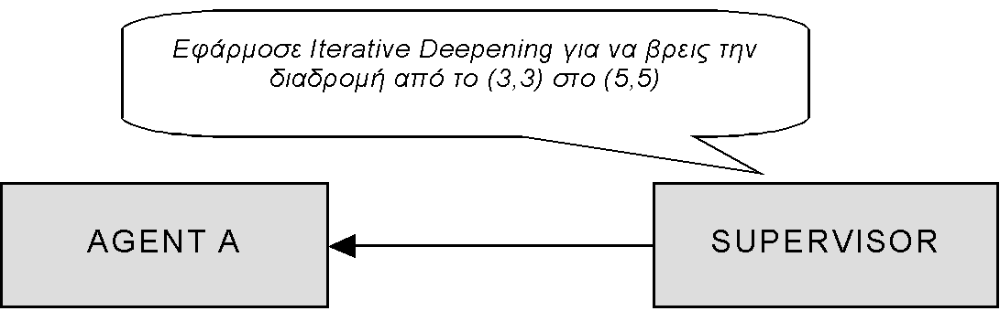 Εφάρμοσε Iterative Deepening για να βρεις την
διαδρομή από το (3,3) στο (5,5)
AGENT A
SUPERVISOR